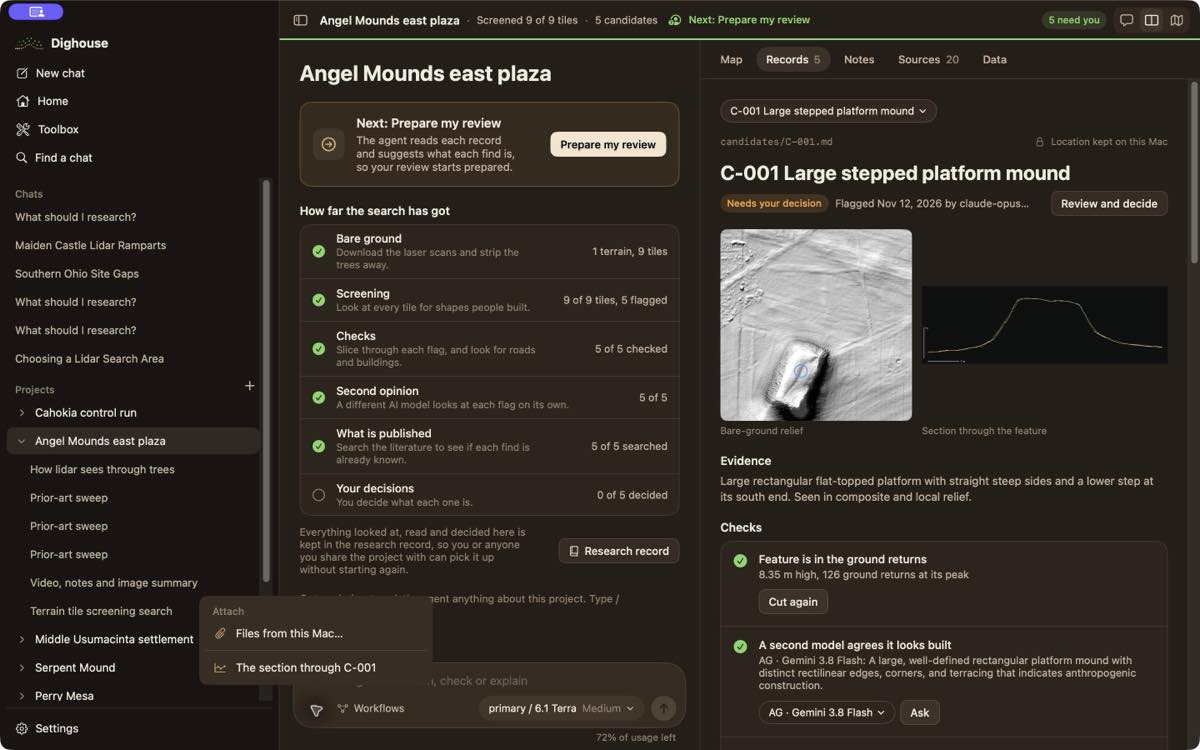 Dighouse
New chat
Home
Toolbox
Find a chat
Chats
What should I research?
Maiden Castle Lidar Ramparts
Southern Ohio Site Gaps
What should I research?
What should I research?
Choosing a Lidar Search Area
Projects
Cahokia control run
Angel Mounds east plaza
How lidar sees through trees
Prior-art sweep
Prior-art sweep
Prior-art sweep
Video, notes and image summary
Terrain tile screening search
Middle Usumacinta settlement
Serpent Mound
Perry Mesa
Settings
Angel Mounds east plaza · Screened 9 of 9 tiles · 5 candidates Next: Prepare my review
5 need you
Angel Mounds east plaza
Next: Prepare my review
The agent reads each record
and suggests what each find is,
so your review starts prepared.
Prepare my review
How far the search has got
Bare ground
Download the laser scans and strip the
trees away.
1 terrain, 9 tiles
Screening
Look at every tile for shapes people built.
9 of 9 tiles, 5 flagged
Checks
Slice through each flag, and look for roads
and buildings.
5 of 5 checked
Second opinion
A different AI model looks at each flag on its own.
5 of 5
What is published
Search the literature to see if each find is
already known.
5 of 5 searched
Your decisions
You decide what each one is.
0 of 5 decided
Everything looked at, read and decided here is
kept in the research record, so you or anyone
you share the project with can pick it up
without starting again.
Research record
anything about this project. Type /
Attach
Files from this Mac...
The section through C-001
check or explain
Workflows
primary / 6.1 Terra Medium
72% of usage left
Map
Records 5
Notes
Sources 20
Data
C-001 Large stepped platform mound
candidates/C-001.md
Location kept on this Mac
C-001 Large stepped platform mound
Needs your decision
Flagged Nov 12, 2026 by claude-opus...
Review and decide
Bare-ground relief
Section through the feature
Evidence
Large rectangular flat-topped platform with straight steep sides and a lower step at
its south end. Seen in composite and local relief.
Checks
Feature is in the ground returns
8.35 m high, 126 ground returns at its peak
Cut again
A second model agrees it looks built
AG · Gemini 3.8 Flash: A large, well-defined rectangular platform mound with
distinct rectilinear edges, corners, and terracing that indicates anthropogenic
construction.
AG · Gemini 3.8 Flash
Ask